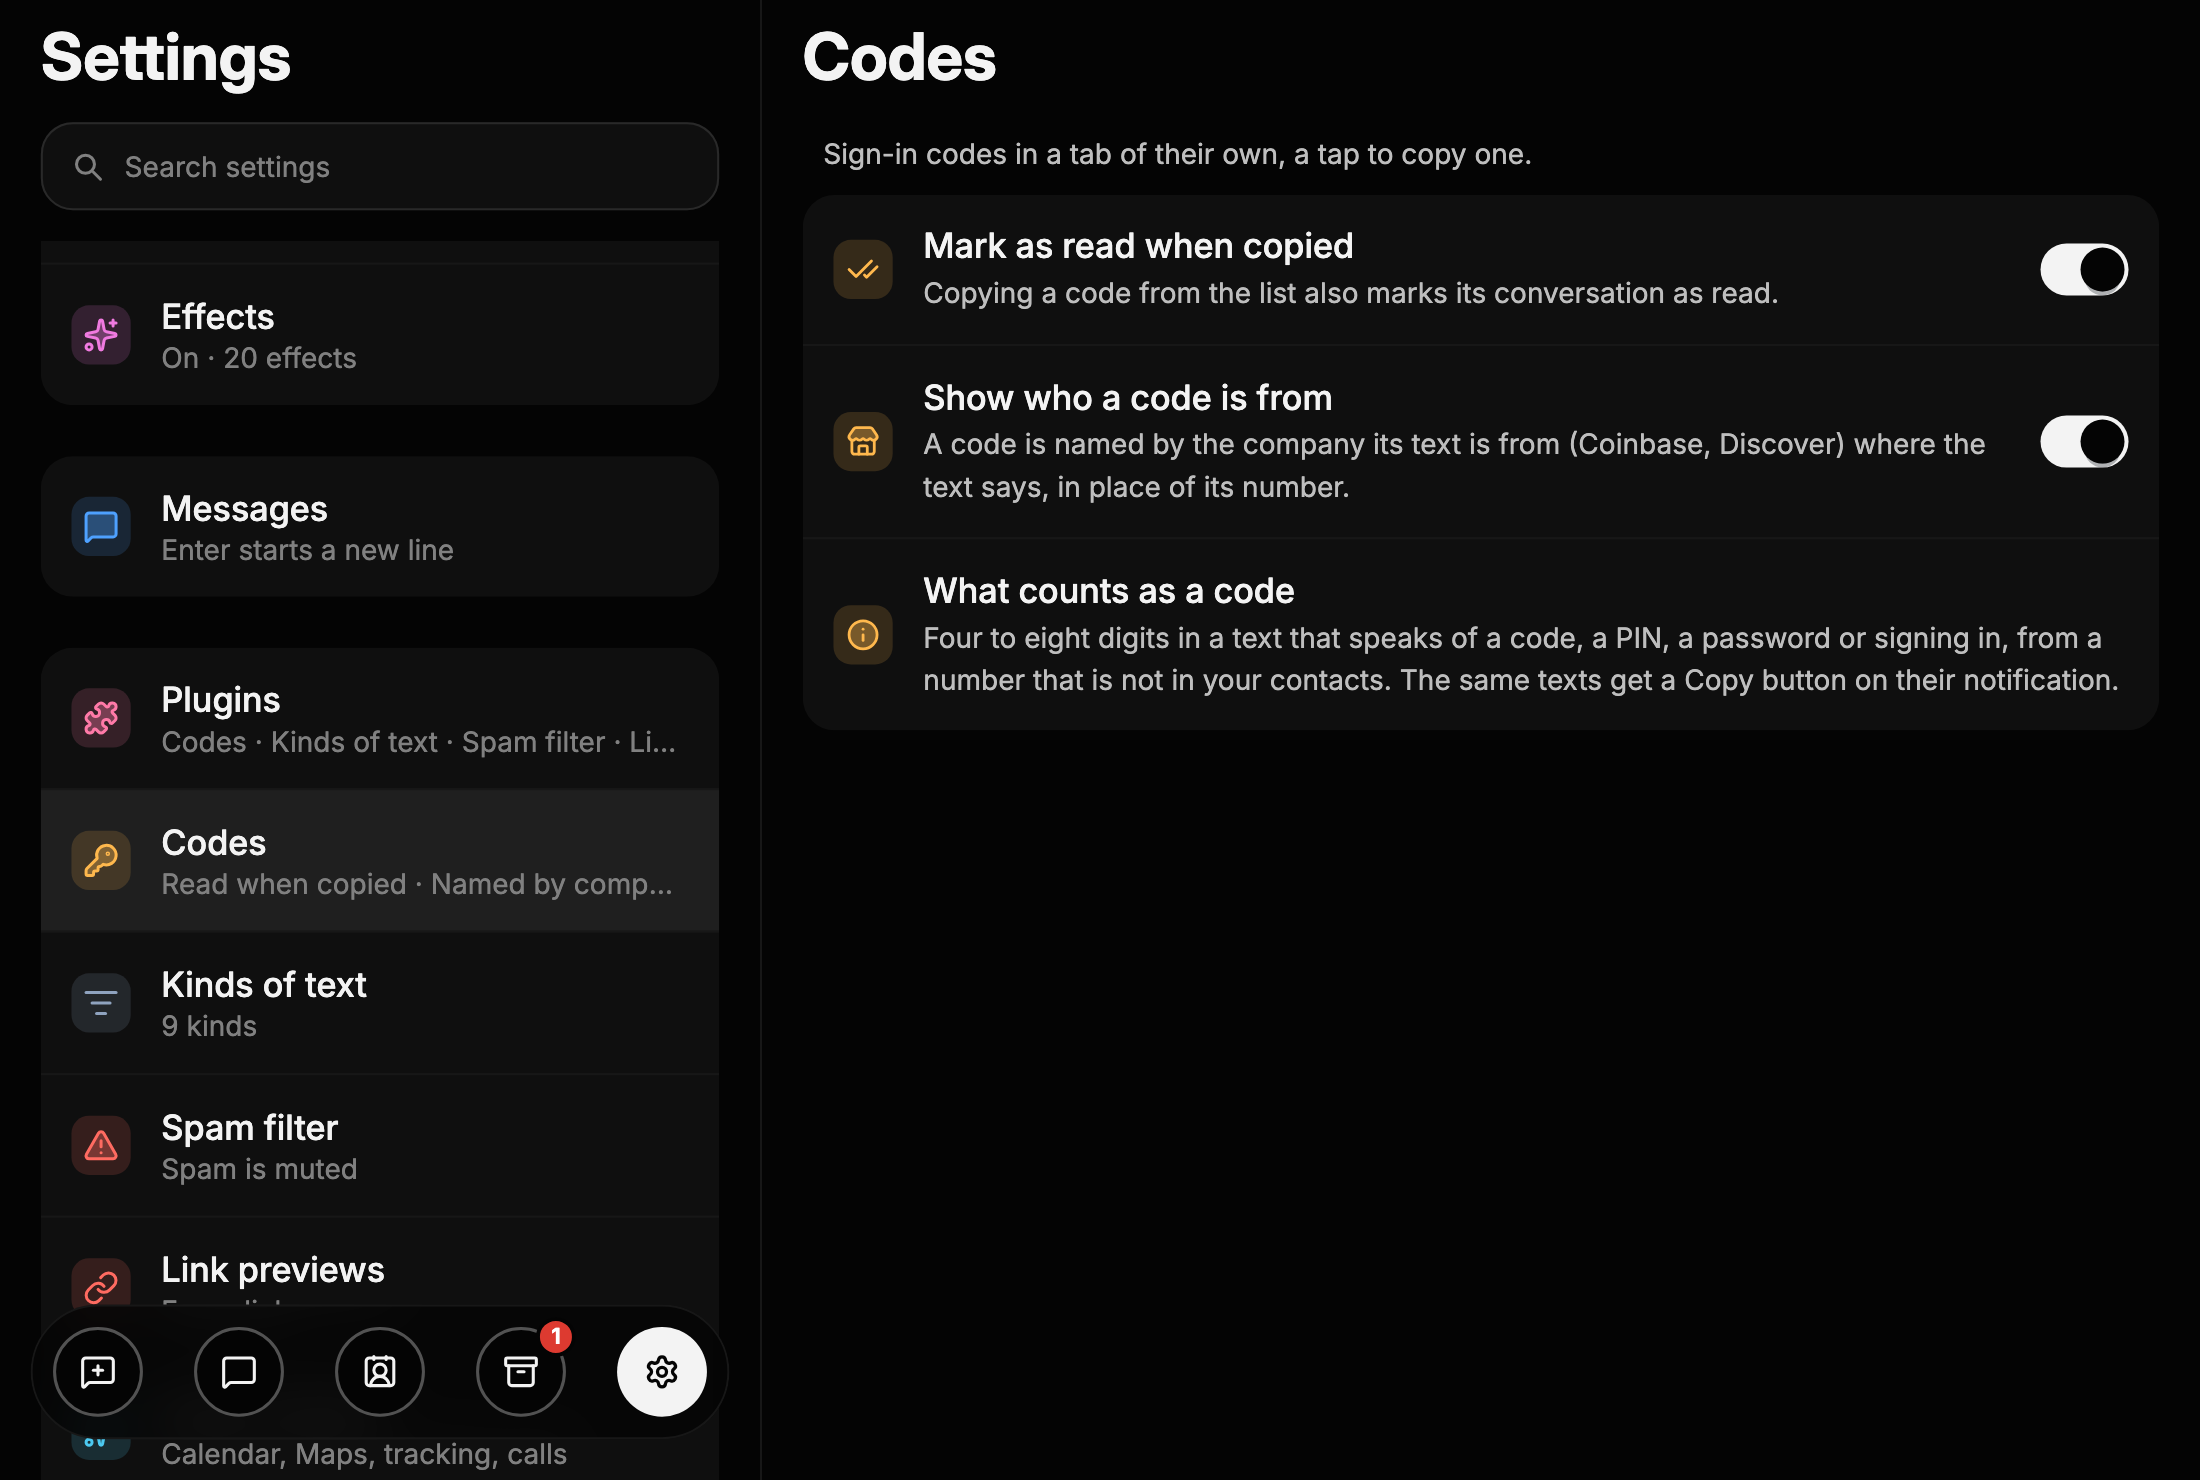 Settings
Search settings
Effects
On · 20 effects
Messages
Enter starts a new line
Plugins
Codes · Kinds of text · Spam filter · Li...
Codes
Read when copied · Named by comp...
Kinds of text
9 kinds
Spam filter
Spam is muted
Link previews
1
Calendar, Maps, tracking, calls
Codes
Sign-in codes in a tab of their own, a tap to copy one.
Mark as read when copied
Copying a code from the list also marks its conversation as read.
Show who a code is from
A code is named by the company its text is from (Coinbase, Discover) where the
text says, in place of its number.
What counts as a code
Four to eight digits in a text that speaks of a code, a PIN, a password or signing in, from a
number that is not in your contacts. The same texts get a Copy button on their notification.